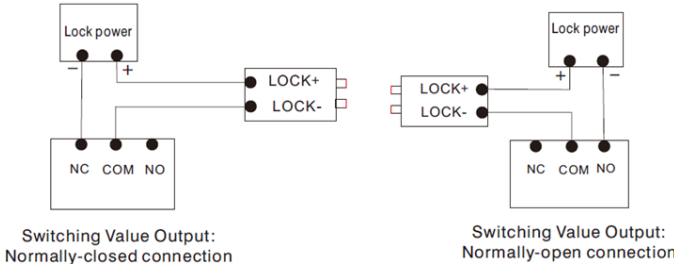 Lock power
− +
LOCK+
LOCK-
NC COM NO
Switching Value Output:
Normally-closed connection
Lock power
+ −
LOCK+
LOCK-
NC COM NO
Switching Value Output:
Normally-open connection